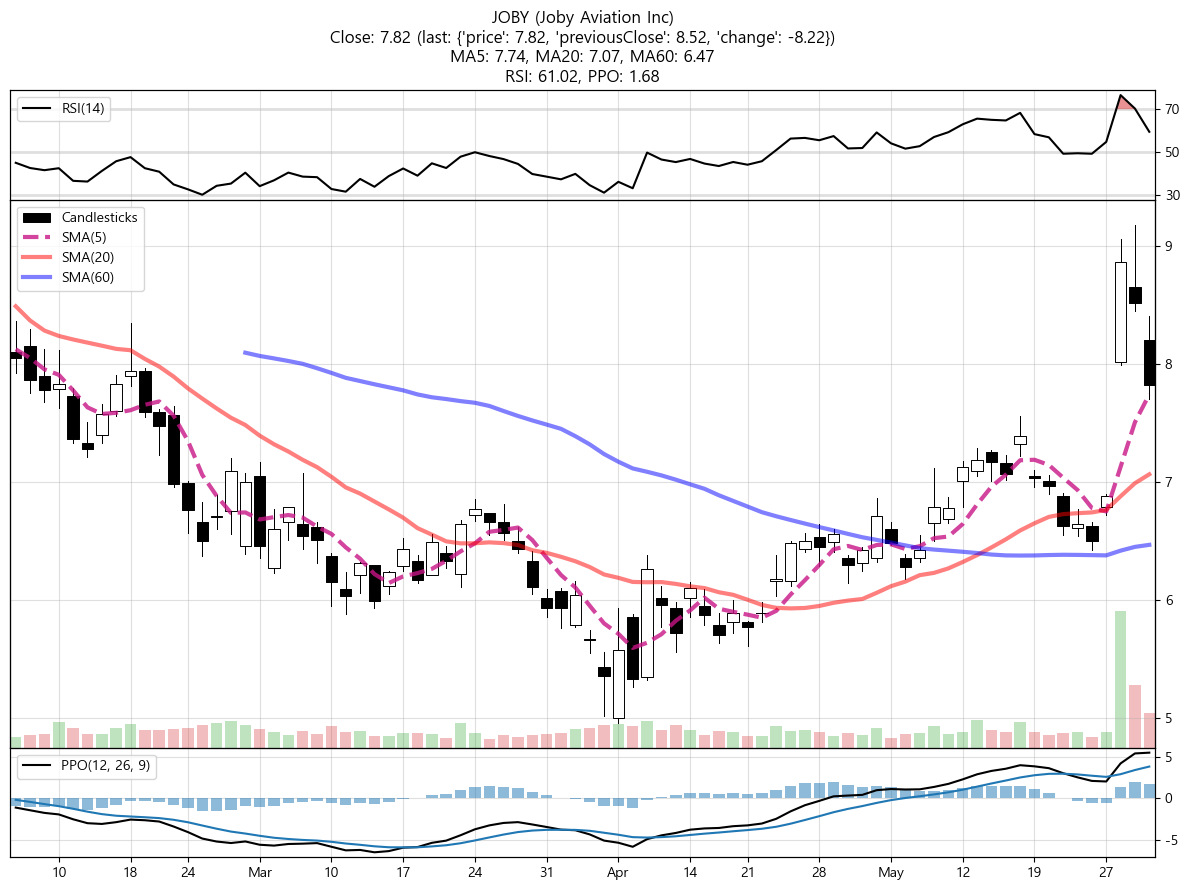 JOBY (Joby Aviation Inc)
Close: 7.82 (last: {'price': 7.82, 'previousClose': 8.52, 'change': -8.22})
MA5: 7.74, MA20: 7.07, MA60: 6.47
RSI: 61.02, PPO: 1.68
RSI(14)
70
50
30
Candlesticks
SMA(5)
SMA(20)
SMA(60)
9
8
7
6
5
PPO(12, 26, 9)
5
0
-5
10 18 24 Mar 10 17 24 31 Apr 14 21 28 May 12 19 27